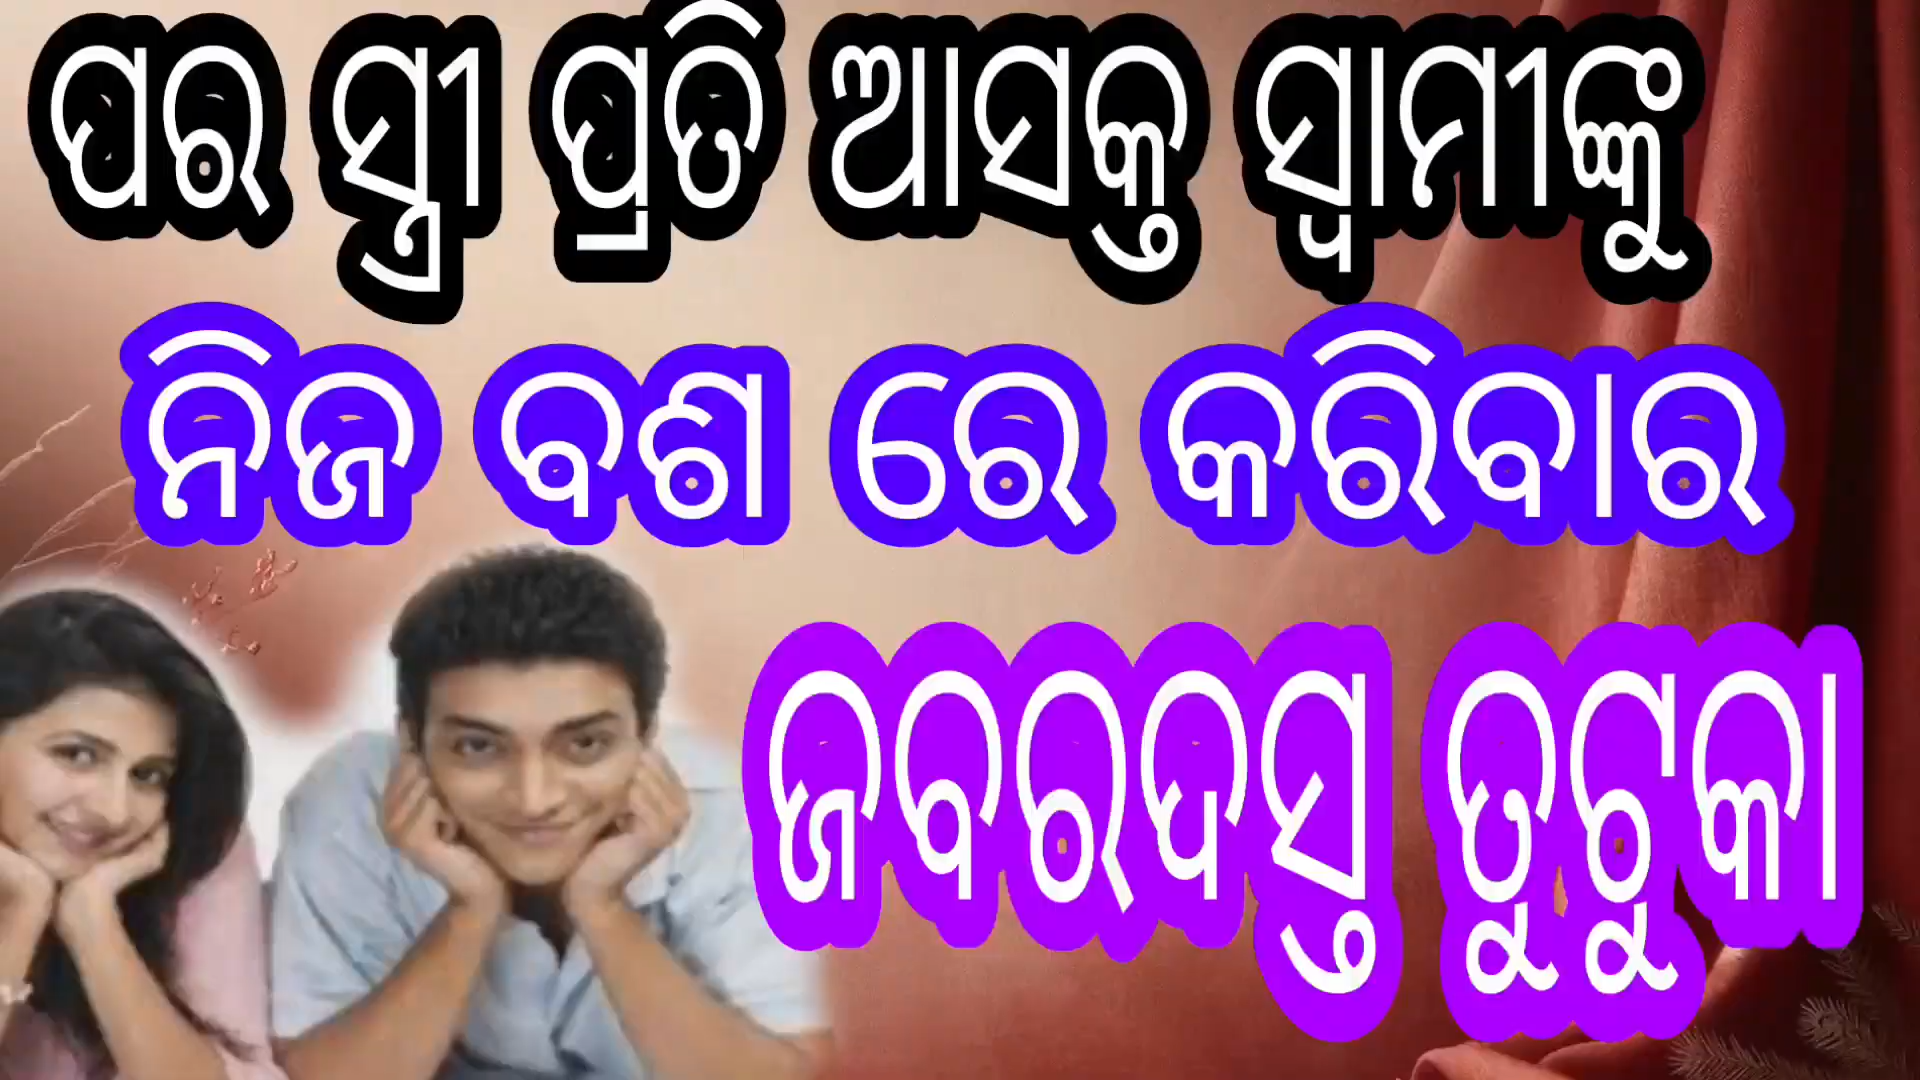 ପର ସ୍ତ୍ରୀ ପ୍ରତି ଆସକ୍ତ ସ୍ୱାମୀଙ୍କୁ
ନିଜ ବଶ ରେ କରିବାର
ଜବରଦସ୍ତ ତୁଟୁକା